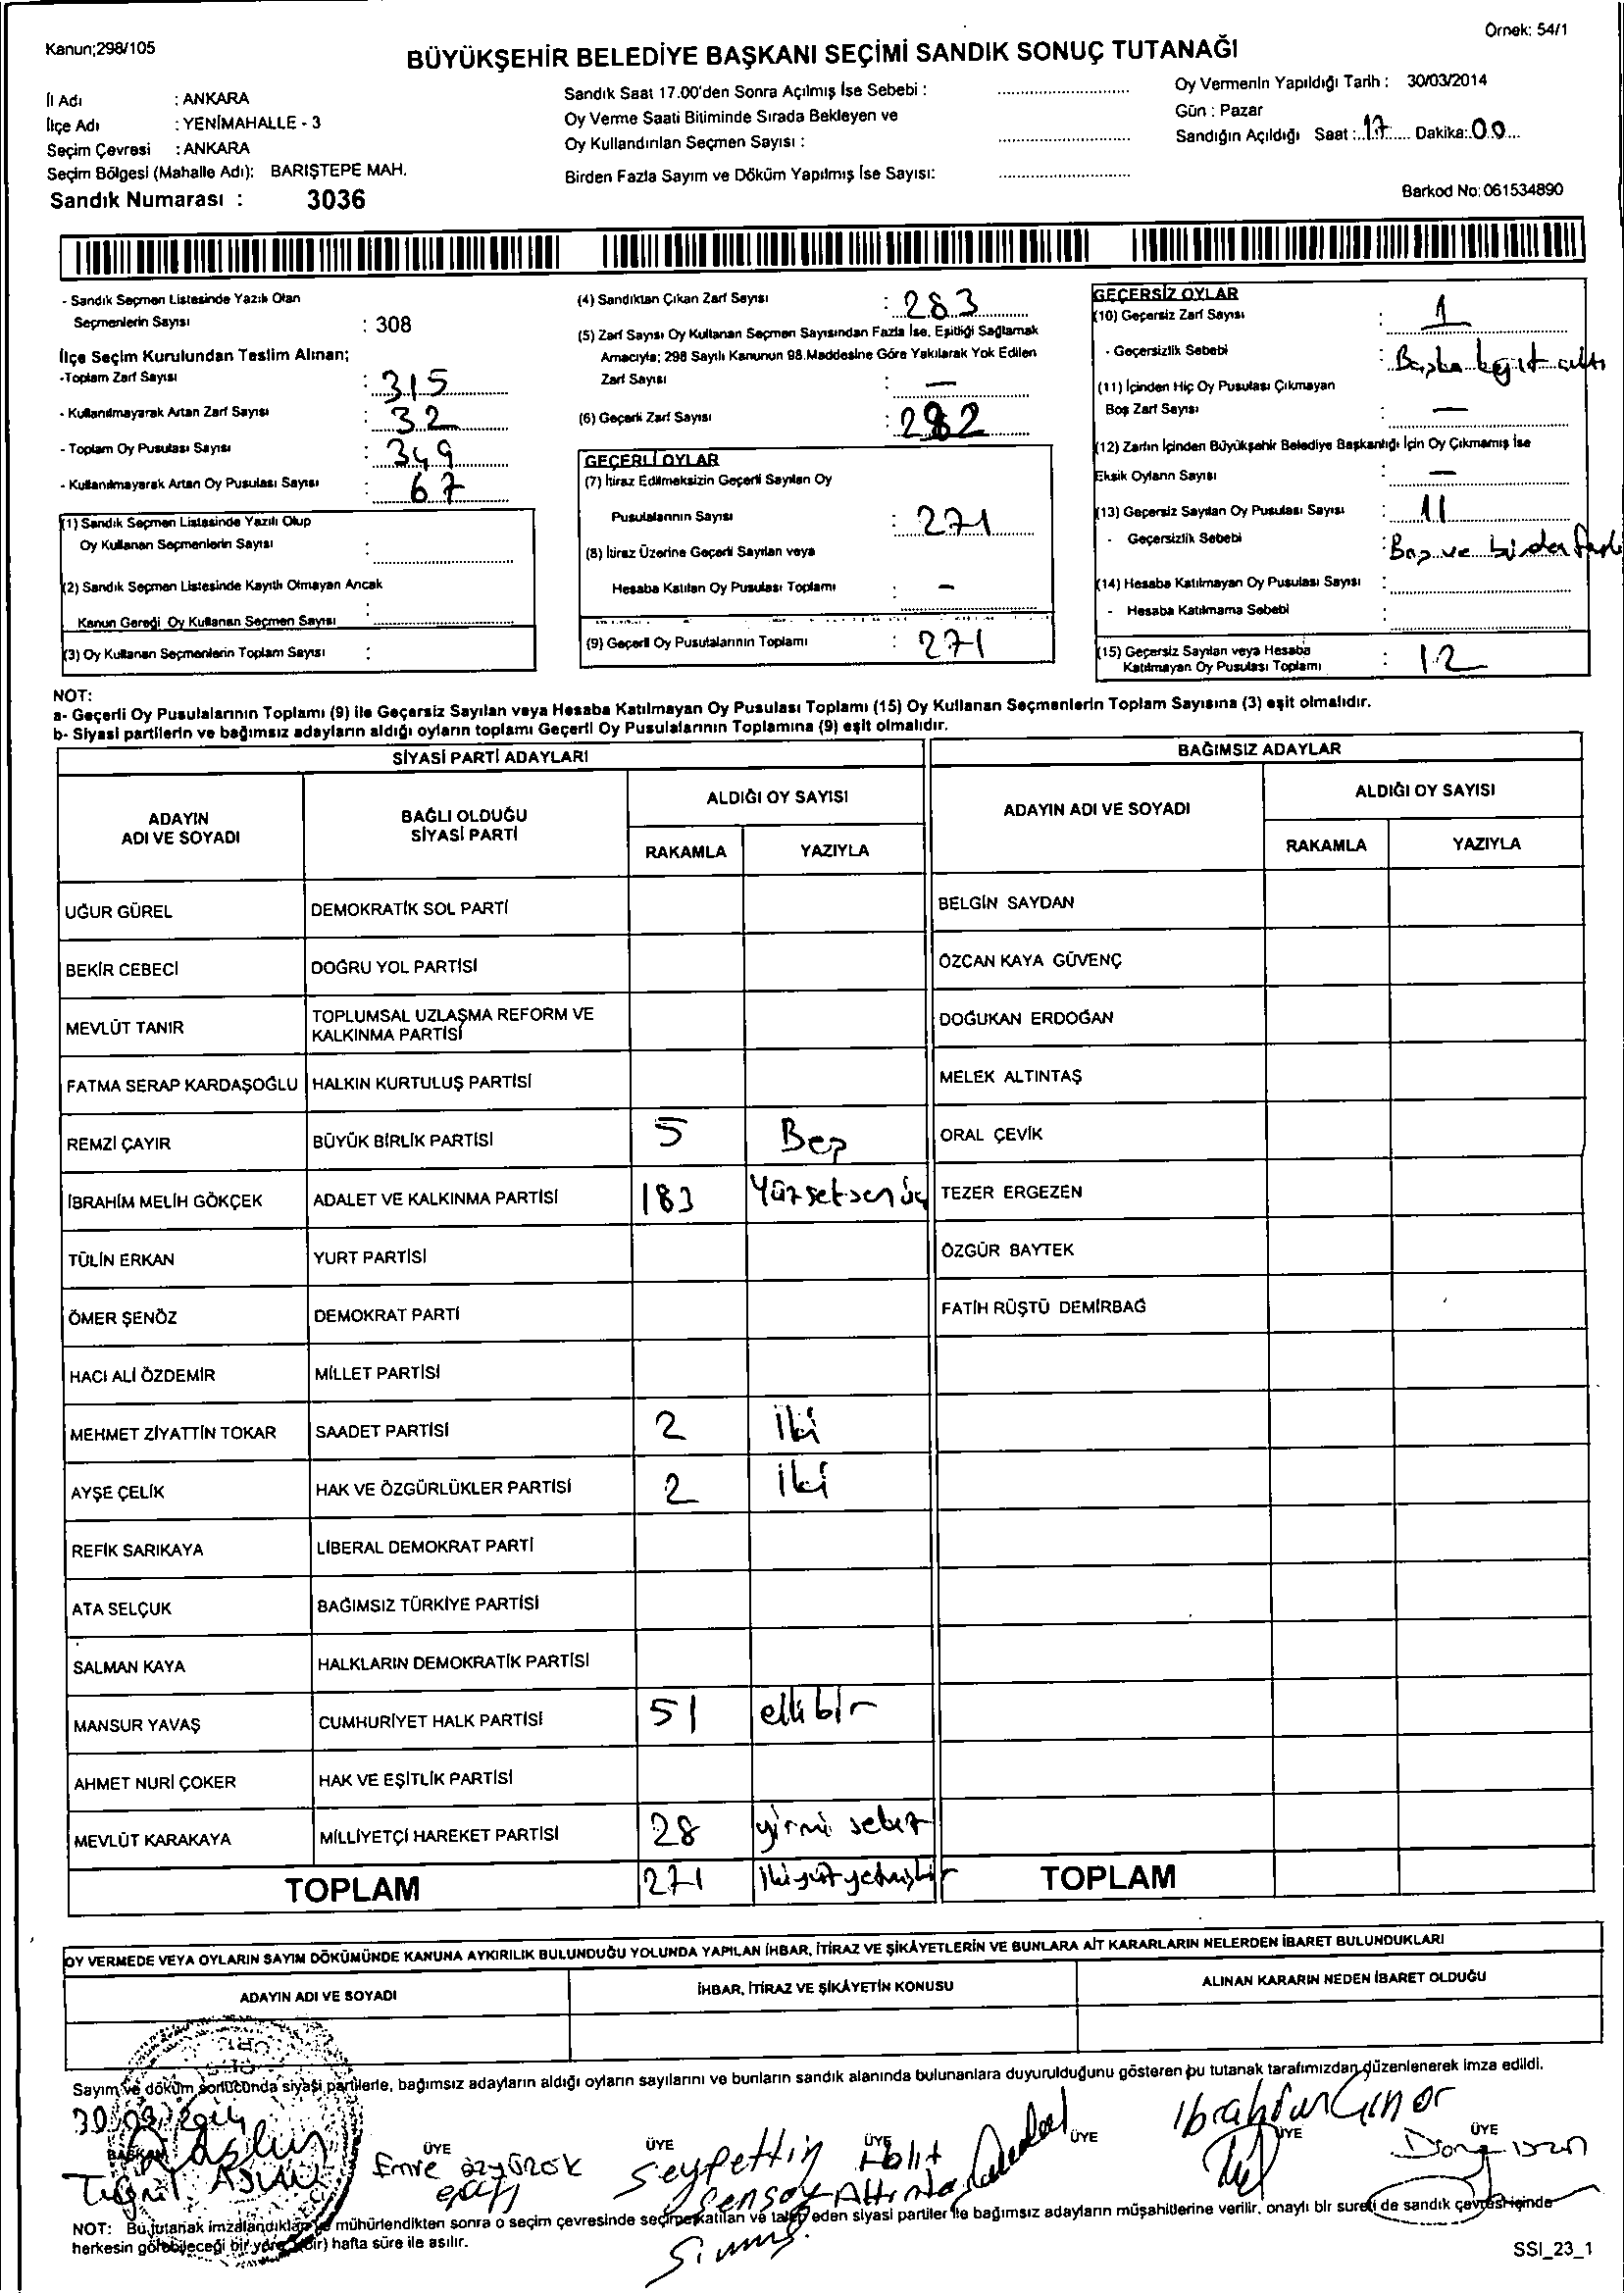 Kanun;298/105
Örnek: 54/1
BÜYÜKŞEHİR BELEDİYE BAŞKANI SEÇİMİ SANDIK SONUÇ TUTANAĞI
İl Adı : ANKARA
İlçe Adı : YENİMAHALLE - 3
Seçim Çevresi : ANKARA
Seçim Bölgesi (Mahalle Adı): BARIŞTEPE MAH.
Sandık Numarası : 3036
Sandık Saat 17.00'den Sonra Açılmış İse Sebebi :
Oy Verme Saati Bitiminde Sırada Bekleyen ve
Oy Kullandırılan Seçmen Sayısı :
Birden Fazla Sayım ve Döküm Yapılmış İse Sayısı:
Oy Vermenin Yapıldığı Tarih : 30/03/2014
Gün : Pazar
Sandığın Açıldığı Saat : 17 Dakika: 00
Barkod No: 061534890
- Sandık Seçmen Listesinde Yazılı Olan
Seçmenlerin Sayısı : 308
İlçe Seçim Kurulundan Teslim Alınan;
-Toplam Zarf Sayısı : 315
- Kullanılmayarak Artan Zarf Sayısı : 32
- Toplam Oy Pusulası Sayısı : 349
- Kullanılmayarak Artan Oy Pusulası Sayısı : 67
(1) Sandık Seçmen Listesinde Yazılı Olup
Oy Kullanan Seçmenlerin Sayısı :
(2) Sandık Seçmen Listesinde Kayıtlı Olmayan Ancak
Kanun Gereği Oy Kullanan Seçmen Sayısı :
(3) Oy Kullanan Seçmenlerin Toplam Sayısı :
(4) Sandıktan Çıkan Zarf Sayısı : 283
(5) Zarf Sayısı Oy Kullanan Seçmen Sayısından Fazla İse, Eşitliği Sağlamak
Amacıyla; 298 Sayılı Kanunun 98.Maddesine Göre Yakılarak Yok Edilen
Zarf Sayısı : —
(6) Geçerli Zarf Sayısı : 282
GEÇERLİ OYLAR
(7) İtiraz Edilmeksizin Geçerli Sayılan Oy
Pusulalarının Sayısı : 271
(8) İtiraz Üzerine Geçerli Sayılan veya
Hesaba Katılan Oy Pusulası Toplamı : -
(9) Geçerli Oy Pusulalarının Toplamı : 271
GEÇERSİZ OYLAR
(10) Geçersiz Zarf Sayısı : 1
- Geçersizlik Sebebi : Başka kağıt çıktı
(11) İçinden Hiç Oy Pusulası Çıkmayan
Boş Zarf Sayısı : —
(12) Zarfın İçinden Büyükşehir Belediye Başkanlığı İçin Oy Çıkmamış İse
Eksik Oyların Sayısı : —
(13) Geçersiz Sayılan Oy Pusulası Sayısı : 11
- Geçersizlik Sebebi : Boş ve birden fazla
(14) Hesaba Katılmayan Oy Pusulası Sayısı :
- Hesaba Katılmama Sebebi :
(15) Geçersiz Sayılan veya Hesaba
Katılmayan Oy Pusulası Toplamı : 12
NOT:
a- Geçerli Oy Pusulalarının Toplamı (9) ile Geçersiz Sayılan veya Hesaba Katılmayan Oy Pusulası Toplamı (15) Oy Kullanan Seçmenlerin Toplam Sayısına (3) eşit olmalıdır.
b- Siyasi partilerin ve bağımsız adayların aldığı oyların toplamı Geçerli Oy Pusulalarının Toplamına (9) eşit olmalıdır.
SİYASİ PARTİ ADAYLARI
BAĞIMSIZ ADAYLAR
ADAYIN ADI VE SOYADI
BAĞLI OLDUĞU SİYASİ PARTİ
ALDIĞI OY SAYISI
RAKAMLA YAZIYLA
ADAYIN ADI VE SOYADI
ALDIĞI OY SAYISI
RAKAMLA YAZIYLA
UĞUR GÜREL DEMOKRATİK SOL PARTİ BELGİN SAYDAN
BEKİR CEBECİ DOĞRU YOL PARTİSİ ÖZCAN KAYA GÜVENÇ
MEVLÜT TANIR TOPLUMSAL UZLAŞMA REFORM VE KALKINMA PARTİSİ DOĞUKAN ERDOĞAN
FATMA SERAP KARDAŞOĞLU HALKIN KURTULUŞ PARTİSİ MELEK ALTINTAŞ
REMZİ ÇAYIR BÜYÜK BİRLİK PARTİSİ 5 Beş ORAL ÇEVİK
İBRAHİM MELİH GÖKÇEK ADALET VE KALKINMA PARTİSİ 183 Yüzseksenüç TEZER ERGEZEN
TÜLİN ERKAN YURT PARTİSİ ÖZGÜR BAYTEK
ÖMER ŞENÖZ DEMOKRAT PARTİ FATİH RÜŞTÜ DEMİRBAĞ
HACI ALİ ÖZDEMİR MİLLET PARTİSİ
MEHMET ZİYATTİN TOKAR SAADET PARTİSİ 2 iki
AYŞE ÇELİK HAK VE ÖZGÜRLÜKLER PARTİSİ 2 iki
REFİK SARIKAYA LİBERAL DEMOKRAT PARTİ
ATA SELÇUK BAĞIMSIZ TÜRKİYE PARTİSİ
SALMAN KAYA HALKLARIN DEMOKRATİK PARTİSİ
MANSUR YAVAŞ CUMHURİYET HALK PARTİSİ 51 ellibir
AHMET NURİ ÇOKER HAK VE EŞİTLİK PARTİSİ
MEVLÜT KARAKAYA MİLLİYETÇİ HAREKET PARTİSİ 28 yirmi sekiz
TOPLAM 271 ikiyüzyetmişbir TOPLAM
OY VERMEDE VEYA OYLARIN SAYIM DÖKÜMÜNDE KANUNA AYKIRILIK BULUNDUĞU YOLUNDA YAPILAN İHBAR, İTİRAZ VE ŞİKÂYETLERİN VE BUNLARA AİT KARARLARIN NELERDEN İBARET BULUNDUKLARI
ADAYIN ADI VE SOYADI
İHBAR, İTİRAZ VE ŞİKÂYETİN KONUSU
ALINAN KARARIN NEDEN İBARET OLDUĞU
Sayım ve döküm sonucunda siyasi partilerle, bağımsız adayların aldığı oyların sayılarını ve bunların sandık alanında bulunanlara duyurulduğunu gösteren bu tutanak tarafımızdan düzenlenerek imza edildi.
30/03/2014
BAŞKAN ÜYE ÜYE ÜYE ÜYE ÜYE ÜYE
Emre Özyürek
Seyfettin Şensoy
NOT: Bu tutanak imzalandıktan ve mühürlendikten sonra o seçim çevresinde seçime katılan ve talep eden siyasi partiler ile bağımsız adayların müşahitlerine verilir, onaylı bir sureti de sandık çevresi içinde
herkesin görebileceği bir yere (bir) hafta süre ile asılır.
SSI_23_1